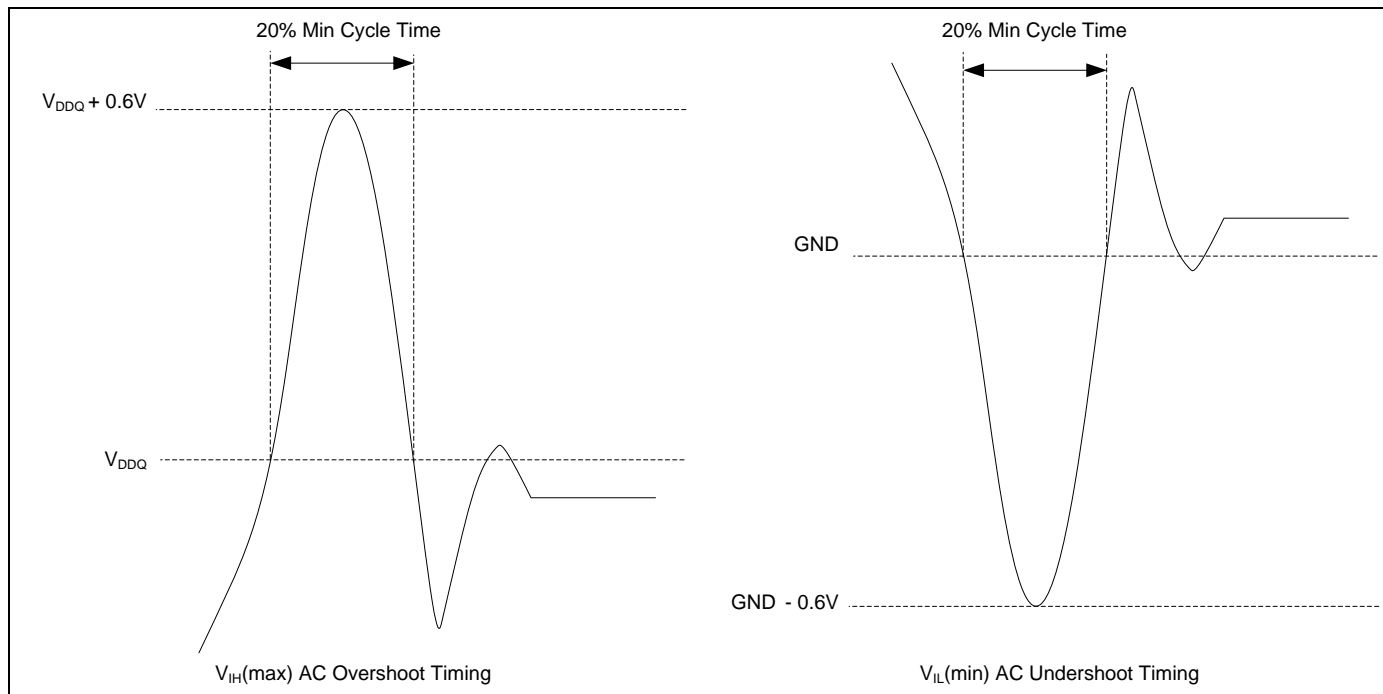 20% Min Cycle Time
V_DDQ + 0.6V
V_DDQ
V_IH(max) AC Overshoot Timing
20% Min Cycle Time
GND
GND - 0.6V
V_IL(min) AC Undershoot Timing